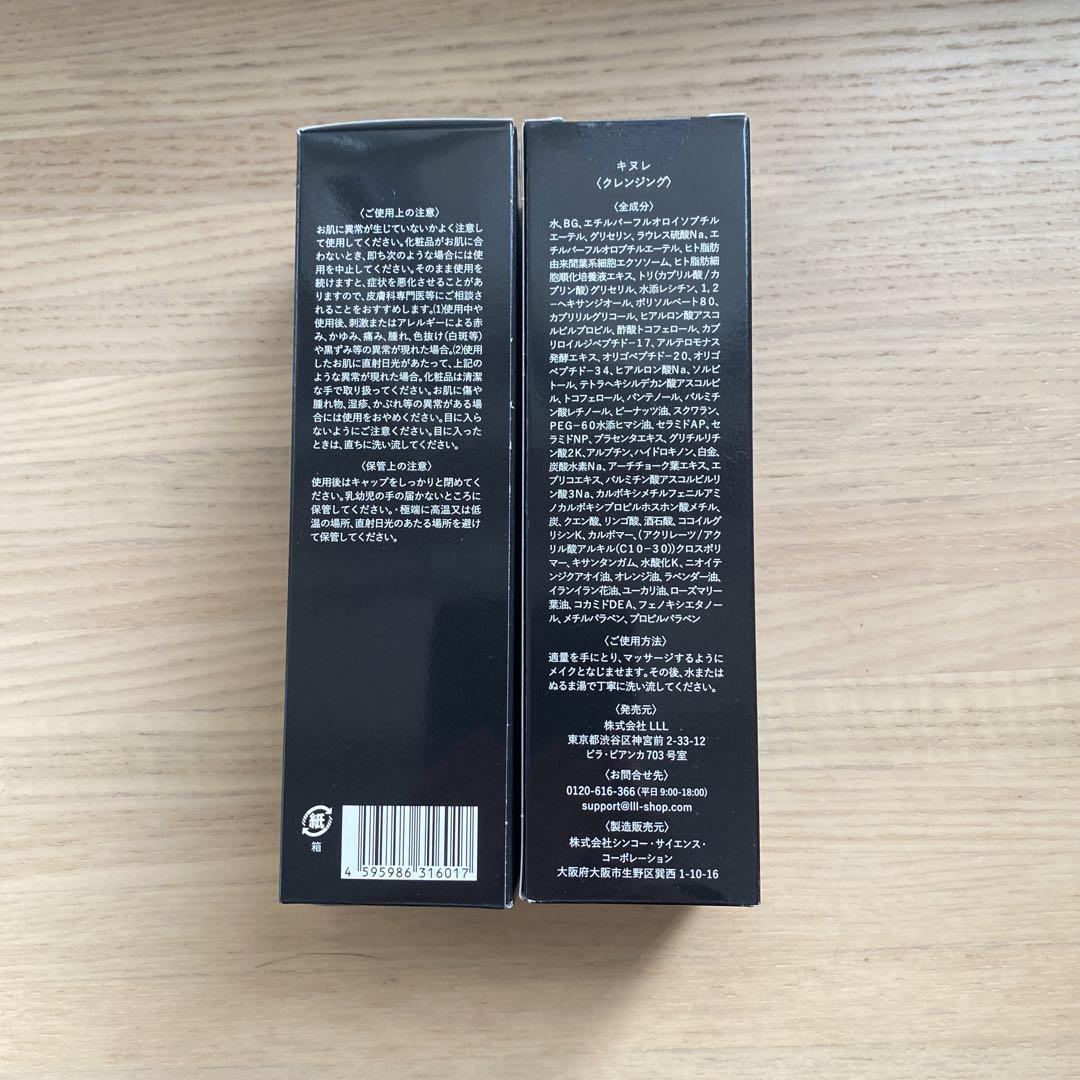 〈ご使用上の注意〉
お肌に異常が生じていないかよく注意し
て使用してください。化粧品がお肌に合
わないとき、即ち次のような場合には使
用を中止してください。そのまま使用を
続けますと、症状を悪化させることがあ
りますので、皮膚科専門医等にご相談さ
れることをおすすめします。(1)使用中や
使用後、刺激またはアレルギーによる赤
み、かゆみ、痛み、腫れ、色抜け(白斑等)
や黒ずみ等の異常が現れた場合。(2)使用
したお肌に直射日光があたって、上記の
ような異常が現れた場合。化粧品は清潔
な手で取り扱ってください。お肌に傷や
腫れ物、湿疹、かぶれ等の異常がある場
合には使用をおやめください。目に入ら
ないようにご注意ください。目に入った
ときは、直ちに洗い流してください。
〈保管上の注意〉
使用後はキャップをしっかりと閉めてく
ださい。乳幼児の手の届かないところに
保管してください。・極端に高温又は低
温の場所、直射日光のあたる場所を避け
て保管してください。
紙
箱
4 595986 316017
キヌレ
〈クレンジング〉
〈全成分〉
水、BG、エチルパーフルオロイソブチル
エーテル、グリセリン、ラウレス硫酸Na、エ
チルパーフルオロブチルエーテル、ヒト脂肪
由来間葉系細胞エクソソーム、ヒト脂肪細
胞順化培養液エキス、トリ(カプリル酸/カ
プリン酸)グリセリル、水添レシチン、1,2
-ヘキサンジオール、ポリソルベート80、
カプリリルグリコール、ヒアルロン酸アスコ
ルビルプロピル、酢酸トコフェロール、カプ
リロイルジペプチド-17、アルテロモナス
発酵エキス、オリゴペプチド-20、オリゴ
ペプチド-34、ヒアルロン酸Na、ソルビ
トール、テトラヘキシルデカン酸アスコルビ
ル、トコフェロール、パンテノール、パルミチ
ン酸レチノール、ピーナッツ油、スクワラン、
PEG-60水添ヒマシ油、セラミドAP、セ
ラミドNP、プラセンタエキス、グリチルリチ
ン酸2K、アルブチン、ハイドロキノン、白金、
炭酸水素Na、アーチチョーク葉エキス、エ
ブリコエキス、パルミチン酸アスコルビルリ
ン酸3Na、カルボキシメチルフェニルアミ
ノカルボキシプロピルホスホン酸メチル、
炭、クエン酸、リンゴ酸、酒石酸、ココイルグ
リシンK、カルボマー、(アクリレーツ/アク
リル酸アルキル(C10-30))クロスポリ
マー、キサンタンガム、水酸化K、ニオイテ
ンジクアオイ油、オレンジ油、ラベンダー油、
イランイラン花油、ユーカリ油、ローズマリー
葉油、コカミドDEA、フェノキシエタノー
ル、メチルパラベン、プロピルパラベン
〈ご使用方法〉
適量を手にとり、マッサージするように
メイクとなじませます。その後、水または
ぬるま湯で丁寧に洗い流してください。
〈発売元〉
株式会社 LLL
東京都渋谷区神宮前 2-33-12
ビラ・ビアンカ703号室
〈お問合せ先〉
0120-616-366 (平日 9:00-18:00)
support@lll-shop.com
〈製造販売元〉
株式会社シンコー・サイエンス・
コーポレーション
大阪府大阪市生野区巽西 1-10-16